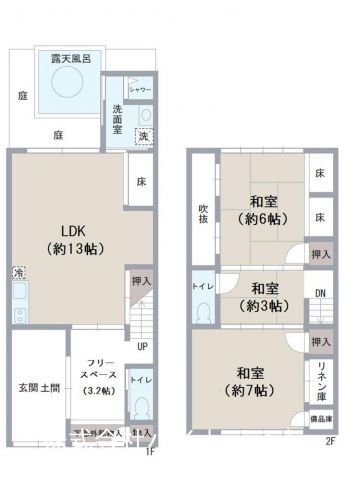 露天風呂
庭
庭
シャワー
洗面室
洗
床
LDK
(約13帖)
冷
押入
UP
フリー
スペース
(3.2帖)
玄関 土間
トイレ
1F
吹抜
和室
(約6帖)
床
床
押入
トイレ
和室
(約3帖)
DN
和室
(約7帖)
押入
リネン庫
備品庫
2F